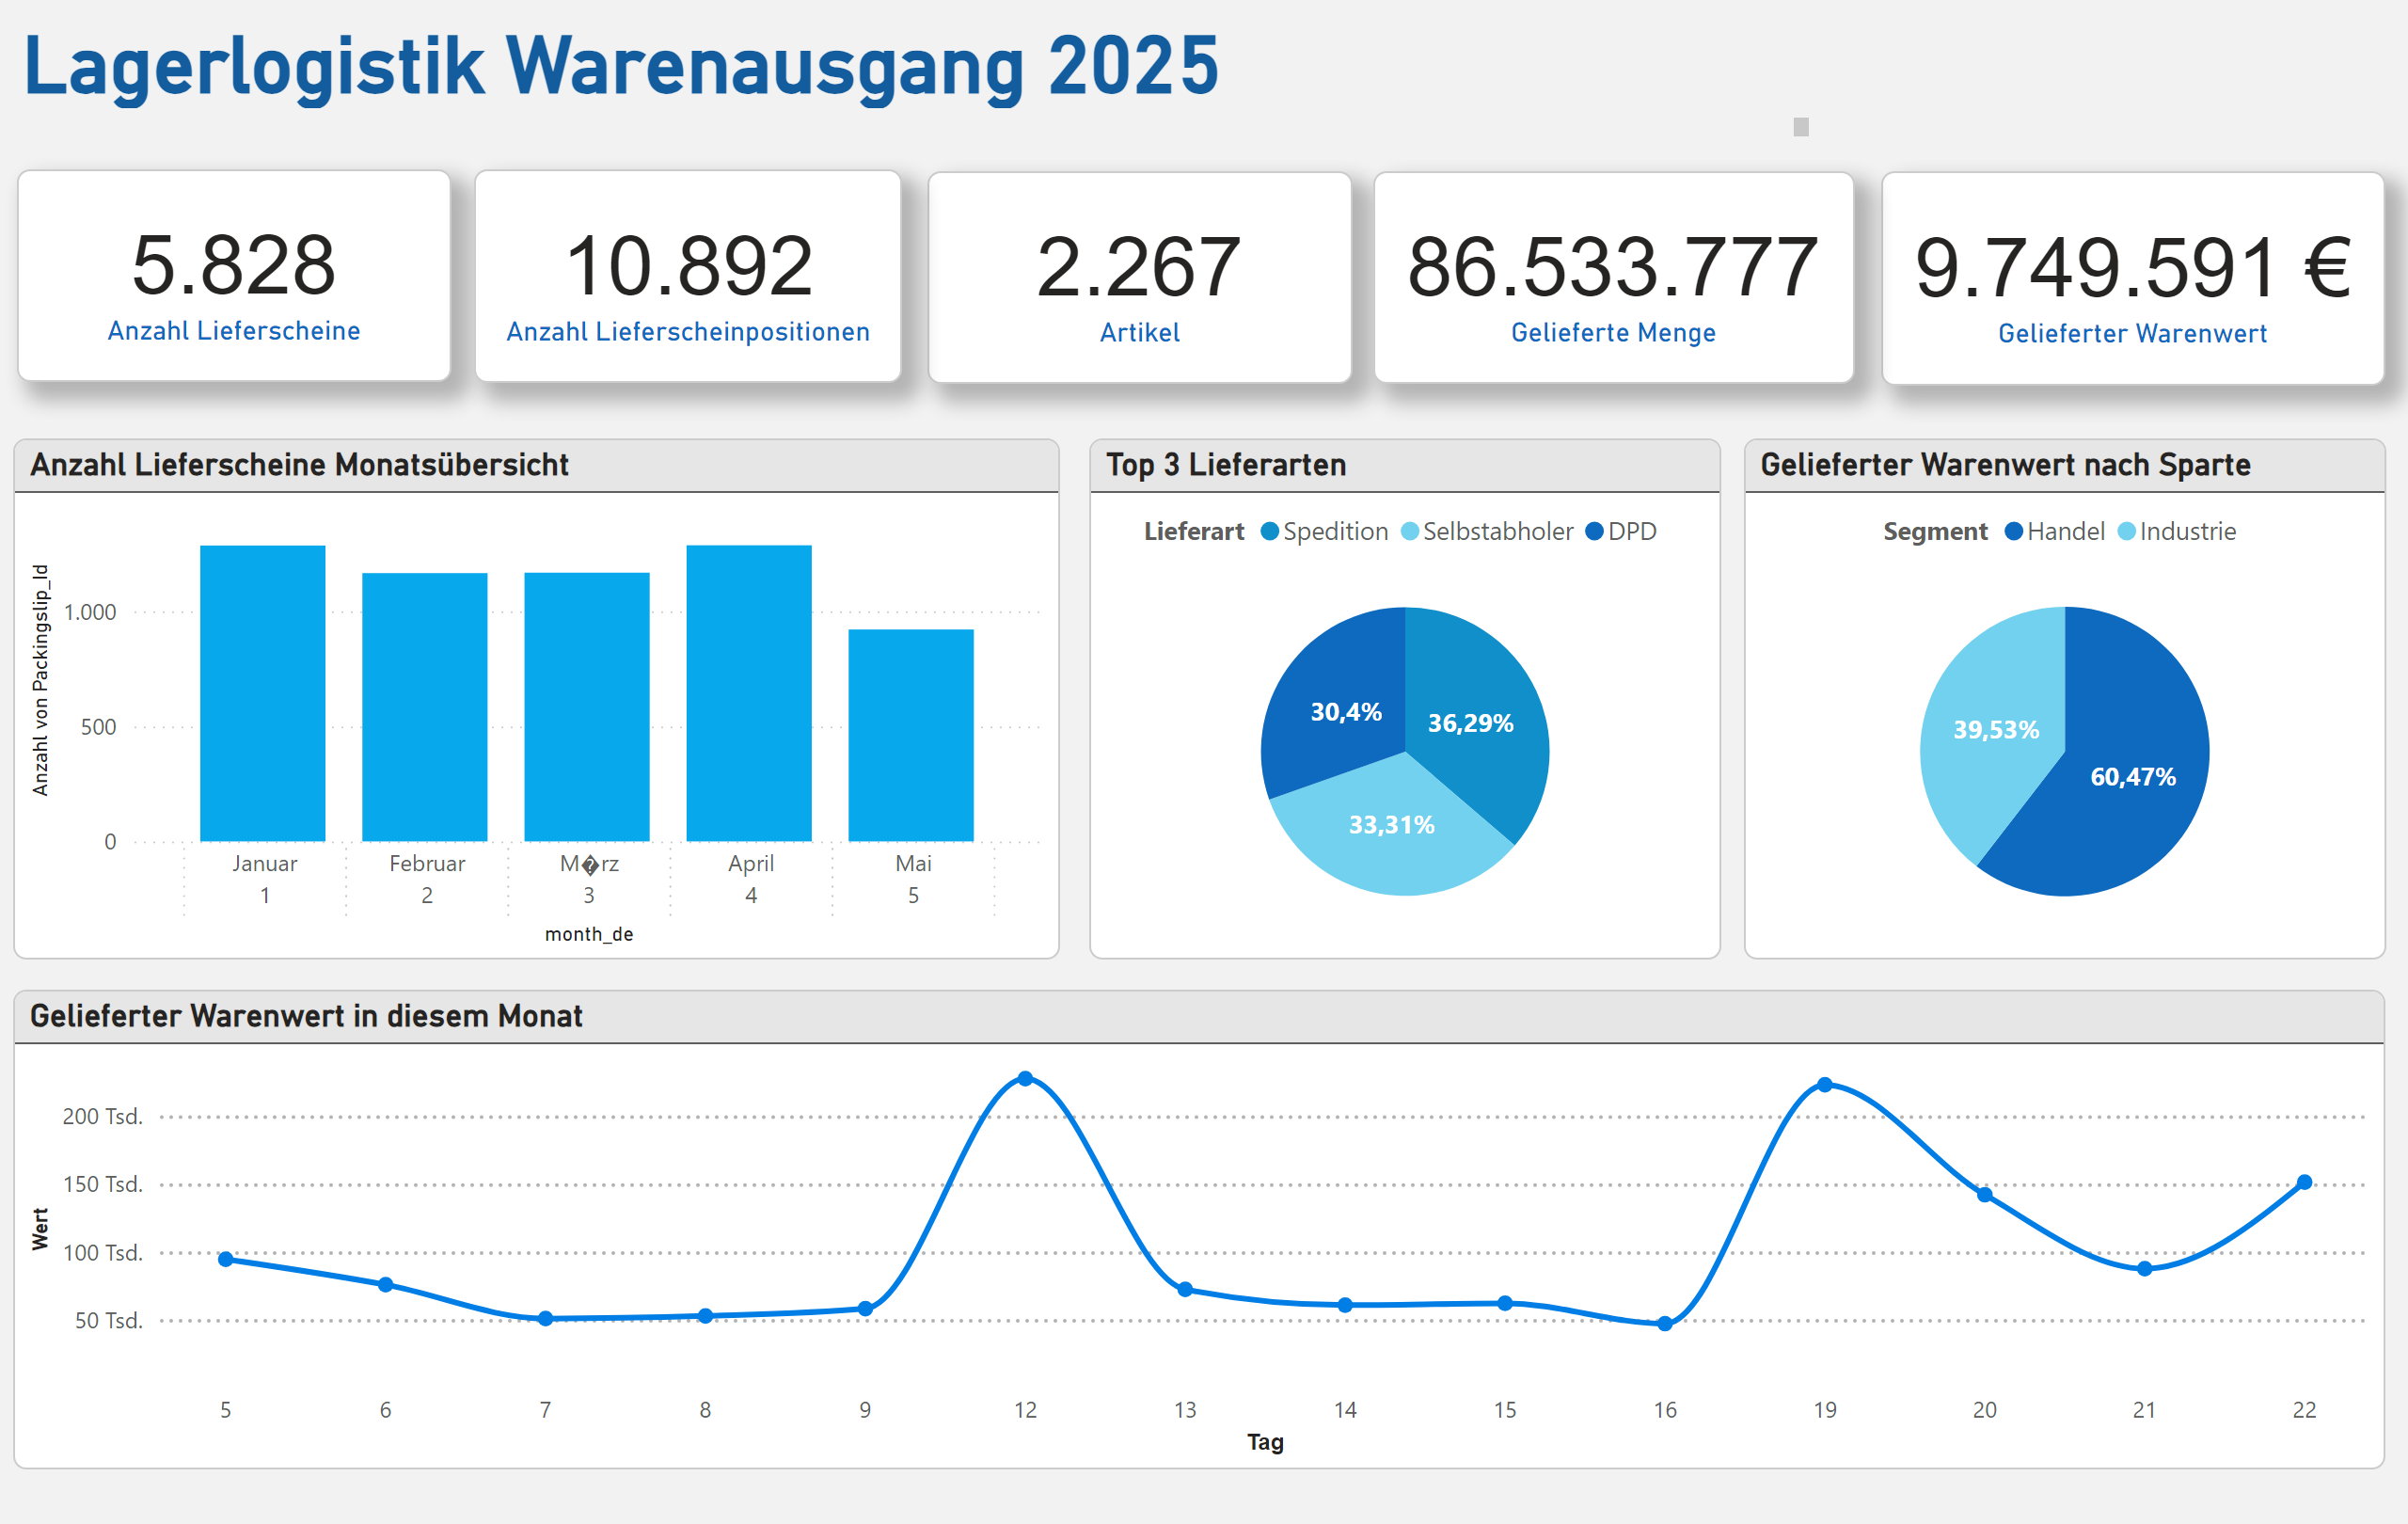 Lagerlogistik Warenausgang 2025
5.828
Anzahl Lieferscheine
10.892
Anzahl Lieferscheinpositionen
2.267
Artikel
86.533.777
Gelieferte Menge
9.749.591 €
Gelieferter Warenwert
Anzahl Lieferscheine Monatsübersicht
Anzahl von Packingslip_Id
1.000
500
0
Januar Februar M�rz April Mai
1 2 3 4 5
month_de
Top 3 Lieferarten
Lieferart Spedition Selbstabholer DPD
30,4% 36,29%
33,31%
Gelieferter Warenwert nach Sparte
Segment Handel Industrie
39,53%
60,47%
Gelieferter Warenwert in diesem Monat
Wert
200 Tsd.
150 Tsd.
100 Tsd.
50 Tsd.
5 6 7 8 9 12 13 14 15 16 19 20 21 22
Tag